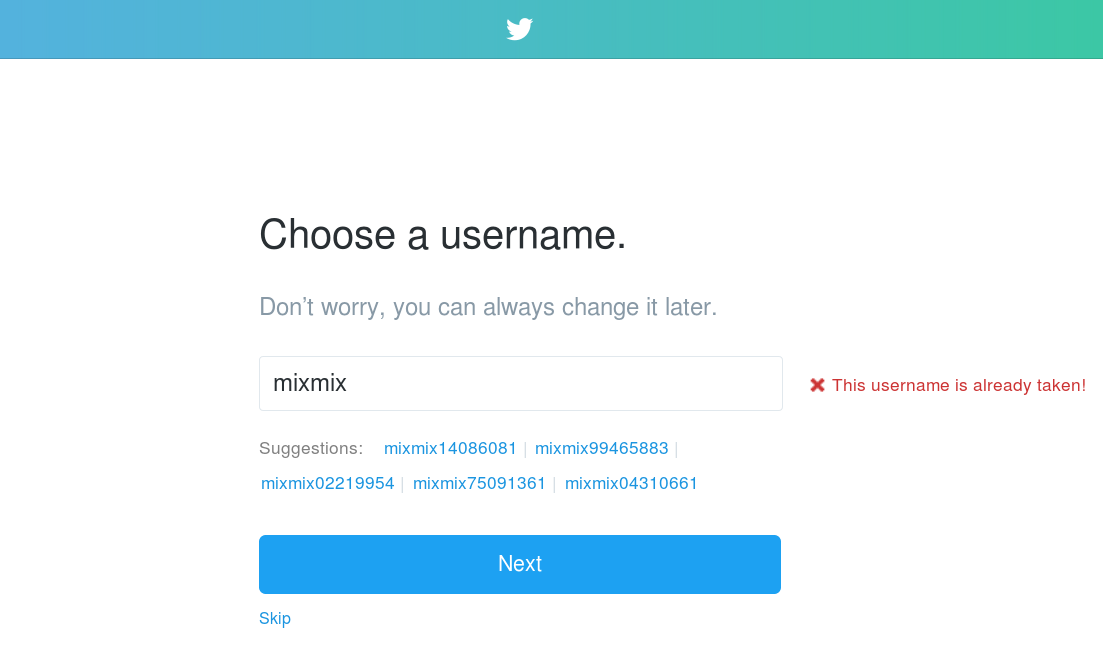 Choose a username.
Don't worry, you can always change it later.
mixmix
This username is already taken!
Suggestions: mixmix14086081 | mixmix99465883 |
mixmix02219954 | mixmix75091361 | mixmix04310661
Next
Skip